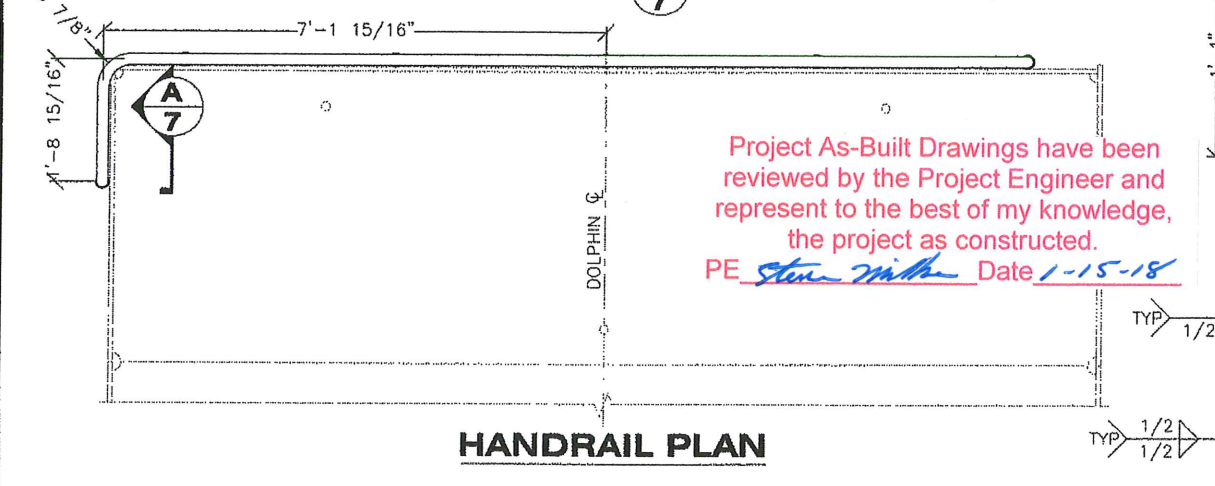 7
7/8"
7'-1 15/16"
1'-8 15/16"
A
7
DOLPHIN ℄
Project As-Built Drawings have been
reviewed by the Project Engineer and
represent to the best of my knowledge,
the project as constructed.
PE Date 1-15-18
TYP 1/2
TYP 1/2
1/2
HANDRAIL PLAN